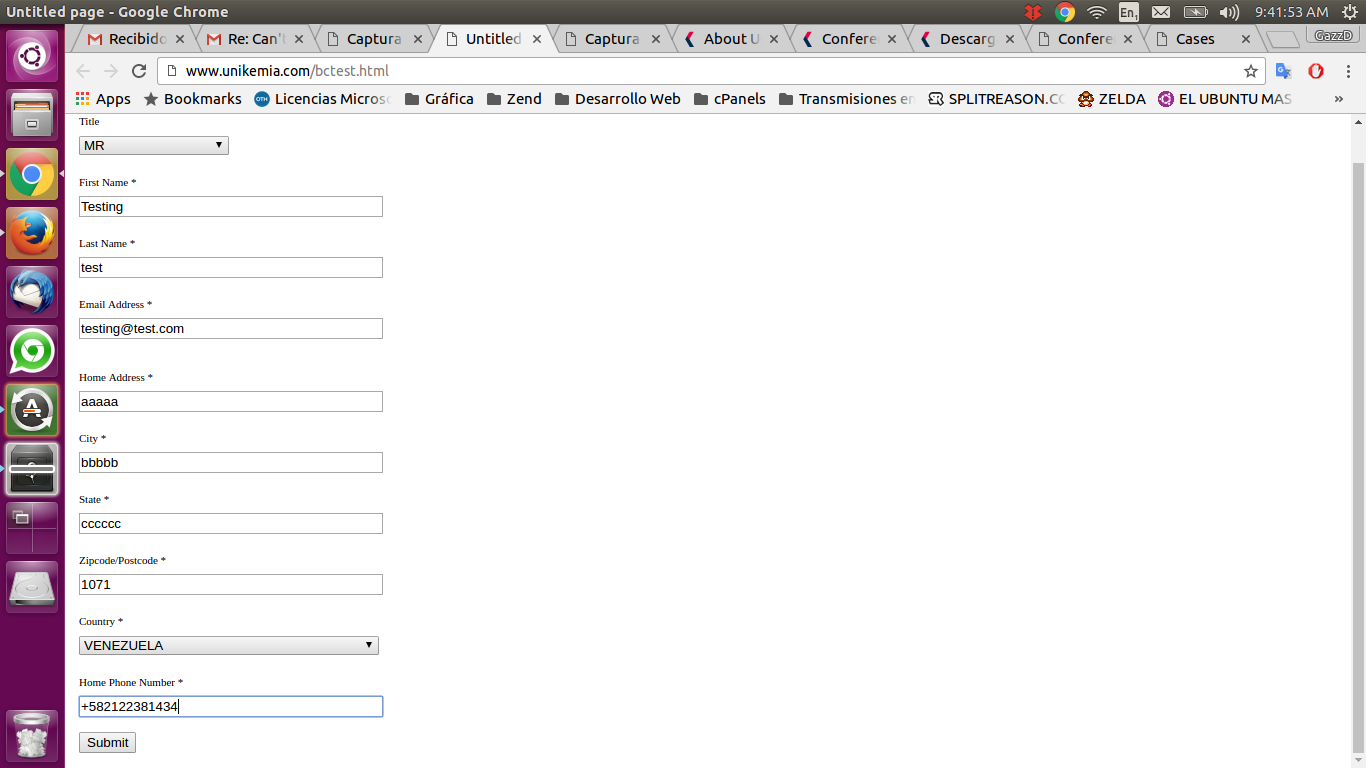 Untitled page - Google Chrome
En1
9:41:53 AM
Recibido
Re: Can't
Captura
Untitled
Captura
About U
Confere
Descarg
Confere
Cases
GazzD
www.unikemia.com/bctest.html
Apps
Bookmarks
OTH
Licencias Micros
Gráfica
Zend
Desarrollo Web
cPanels
Transmisiones en
SPLITREASON.CO
ZELDA
EL UBUNTU MAS
»
Title
MR
First Name *
Testing
Last Name *
test
Email Address *
testing@test.com
Home Address *
aaaaa
City *
bbbbb
State *
cccccc
Zipcode/Postcode *
1071
Country *
VENEZUELA
Home Phone Number *
+582122381434
Submit